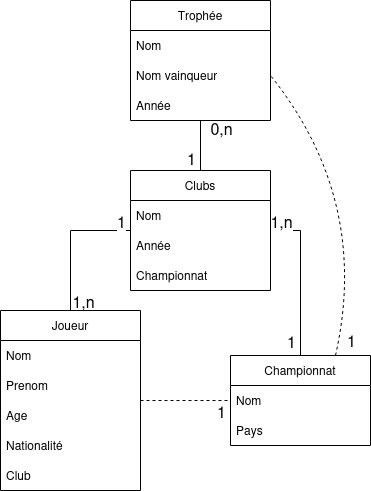 Trophée
Nom
Nom vainqueur
Année
0,n
1
Clubs
Nom
Année
Championnat
1
1,n
1,n
1
1
Joueur
Nom
Prenom
Age
Nationalité
Club
1
Championnat
Nom
Pays